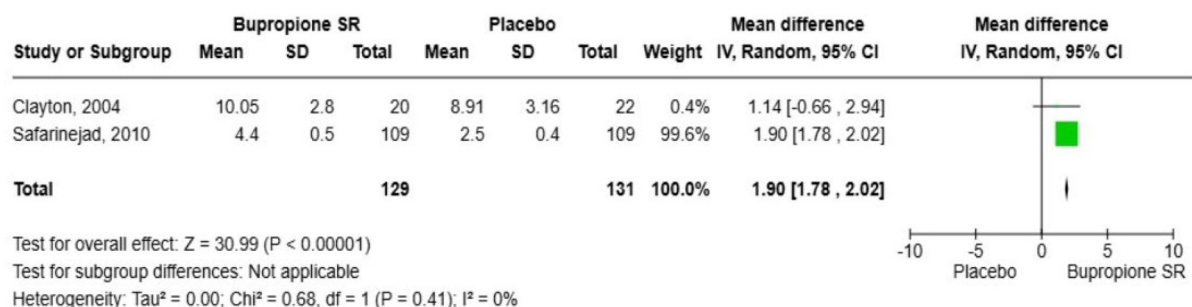 Bupropione SR Placebo Mean difference Mean difference
Study or Subgroup Mean SD Total Mean SD Total Weight IV, Random, 95% CI IV, Random, 95% CI
Clayton, 2004 10.05 2.8 20 8.91 3.16 22 0.4% 1.14 [-0.66 , 2.94]
Safarinejad, 2010 4.4 0.5 109 2.5 0.4 109 99.6% 1.90 [1.78 , 2.02]
Total 129 131 100.0% 1.90 [1.78 , 2.02]
Test for overall effect: Z = 30.99 (P < 0.00001)
Test for subgroup differences: Not applicable
Heterogeneity: Tau² = 0.00; Chi² = 0.68, df = 1 (P = 0.41); I² = 0%
-10 -5 0 5 10
Placebo Bupropione SR